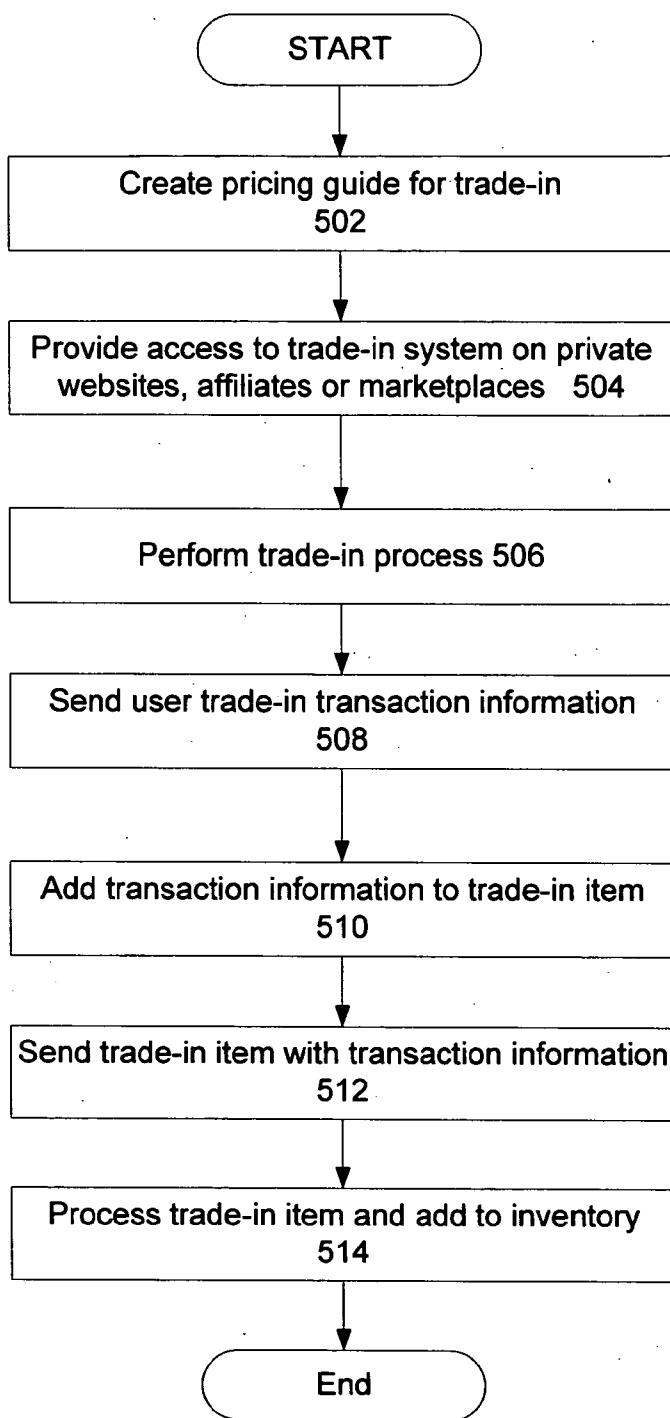 START
Create pricing guide for trade-in
502
Provide access to trade-in system on private
websites, affiliates or marketplaces 504
Perform trade-in process 506
Send user trade-in transaction information
508
Add transaction information to trade-in item
510
Send trade-in item with transaction information
512
Process trade-in item and add to inventory
514
End